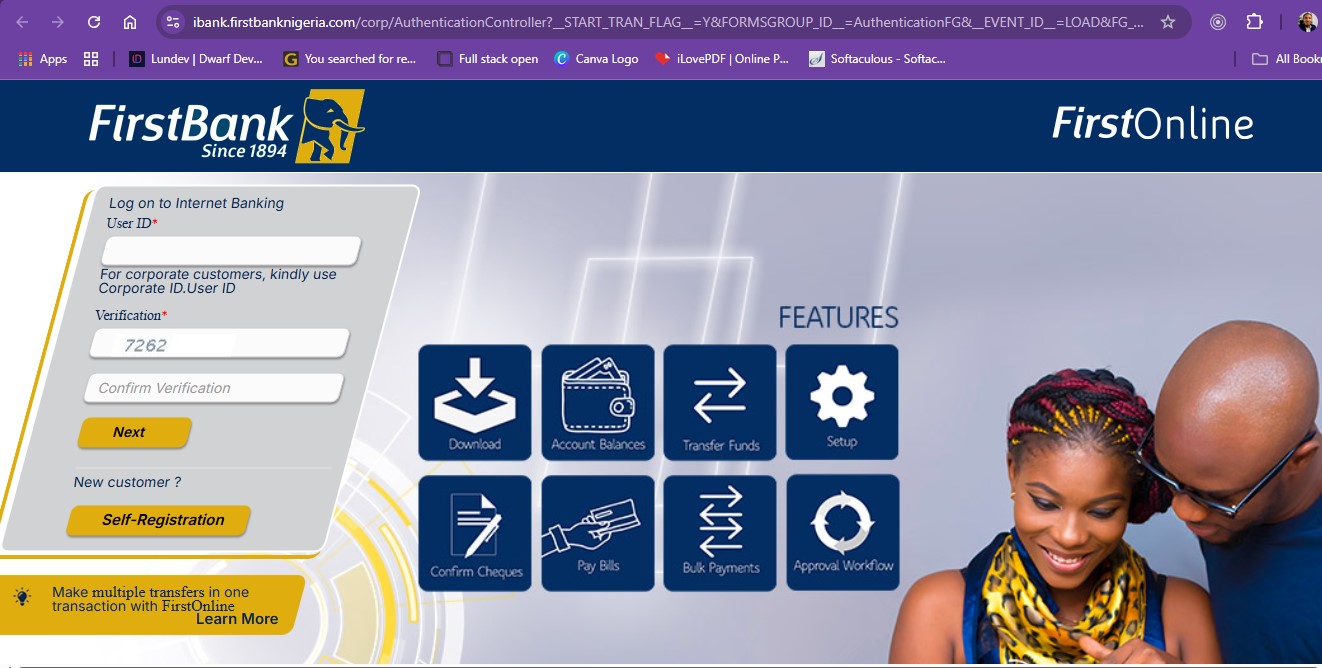 ibank.firstbanknigeria.com/corp/AuthenticationController?__START_TRAN_FLAG__=Y&FORMSGROUP_ID__=AuthenticationFG&__EVENT_ID__=LOAD&FG_...
Apps
Lundev | Dwarf Dev...
You searched for re...
Full stack open
Canva Logo
iLovePDF | Online P...
Softaculous - Softac...
All Book
FirstBank
Since 1894
FirstOnline
Log on to Internet Banking
User ID*
For corporate customers, kindly use
Corporate ID.User ID
Verification*
7262
Confirm Verification
Next
New customer ?
Self-Registration
Make multiple transfers in one
transaction with FirstOnline
Learn More
FEATURES
Download
Account Balances
Transfer Funds
Setup
Confirm Cheques
Pay Bills
Bulk Payments
Approval Workflow